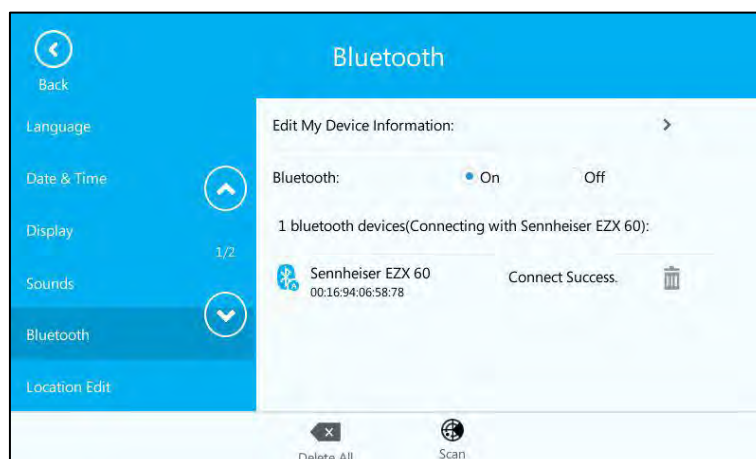 Bluetooth
Back
Language
Date & Time
Display
1/2
Sounds
Bluetooth
Location Edit
Edit My Device Information:
Bluetooth: On Off
1 bluetooth devices(Connecting with Sennheiser EZX 60):
Sennheiser EZX 60 Connect Success.
00:16:94:06:58:78
Delete All Scan